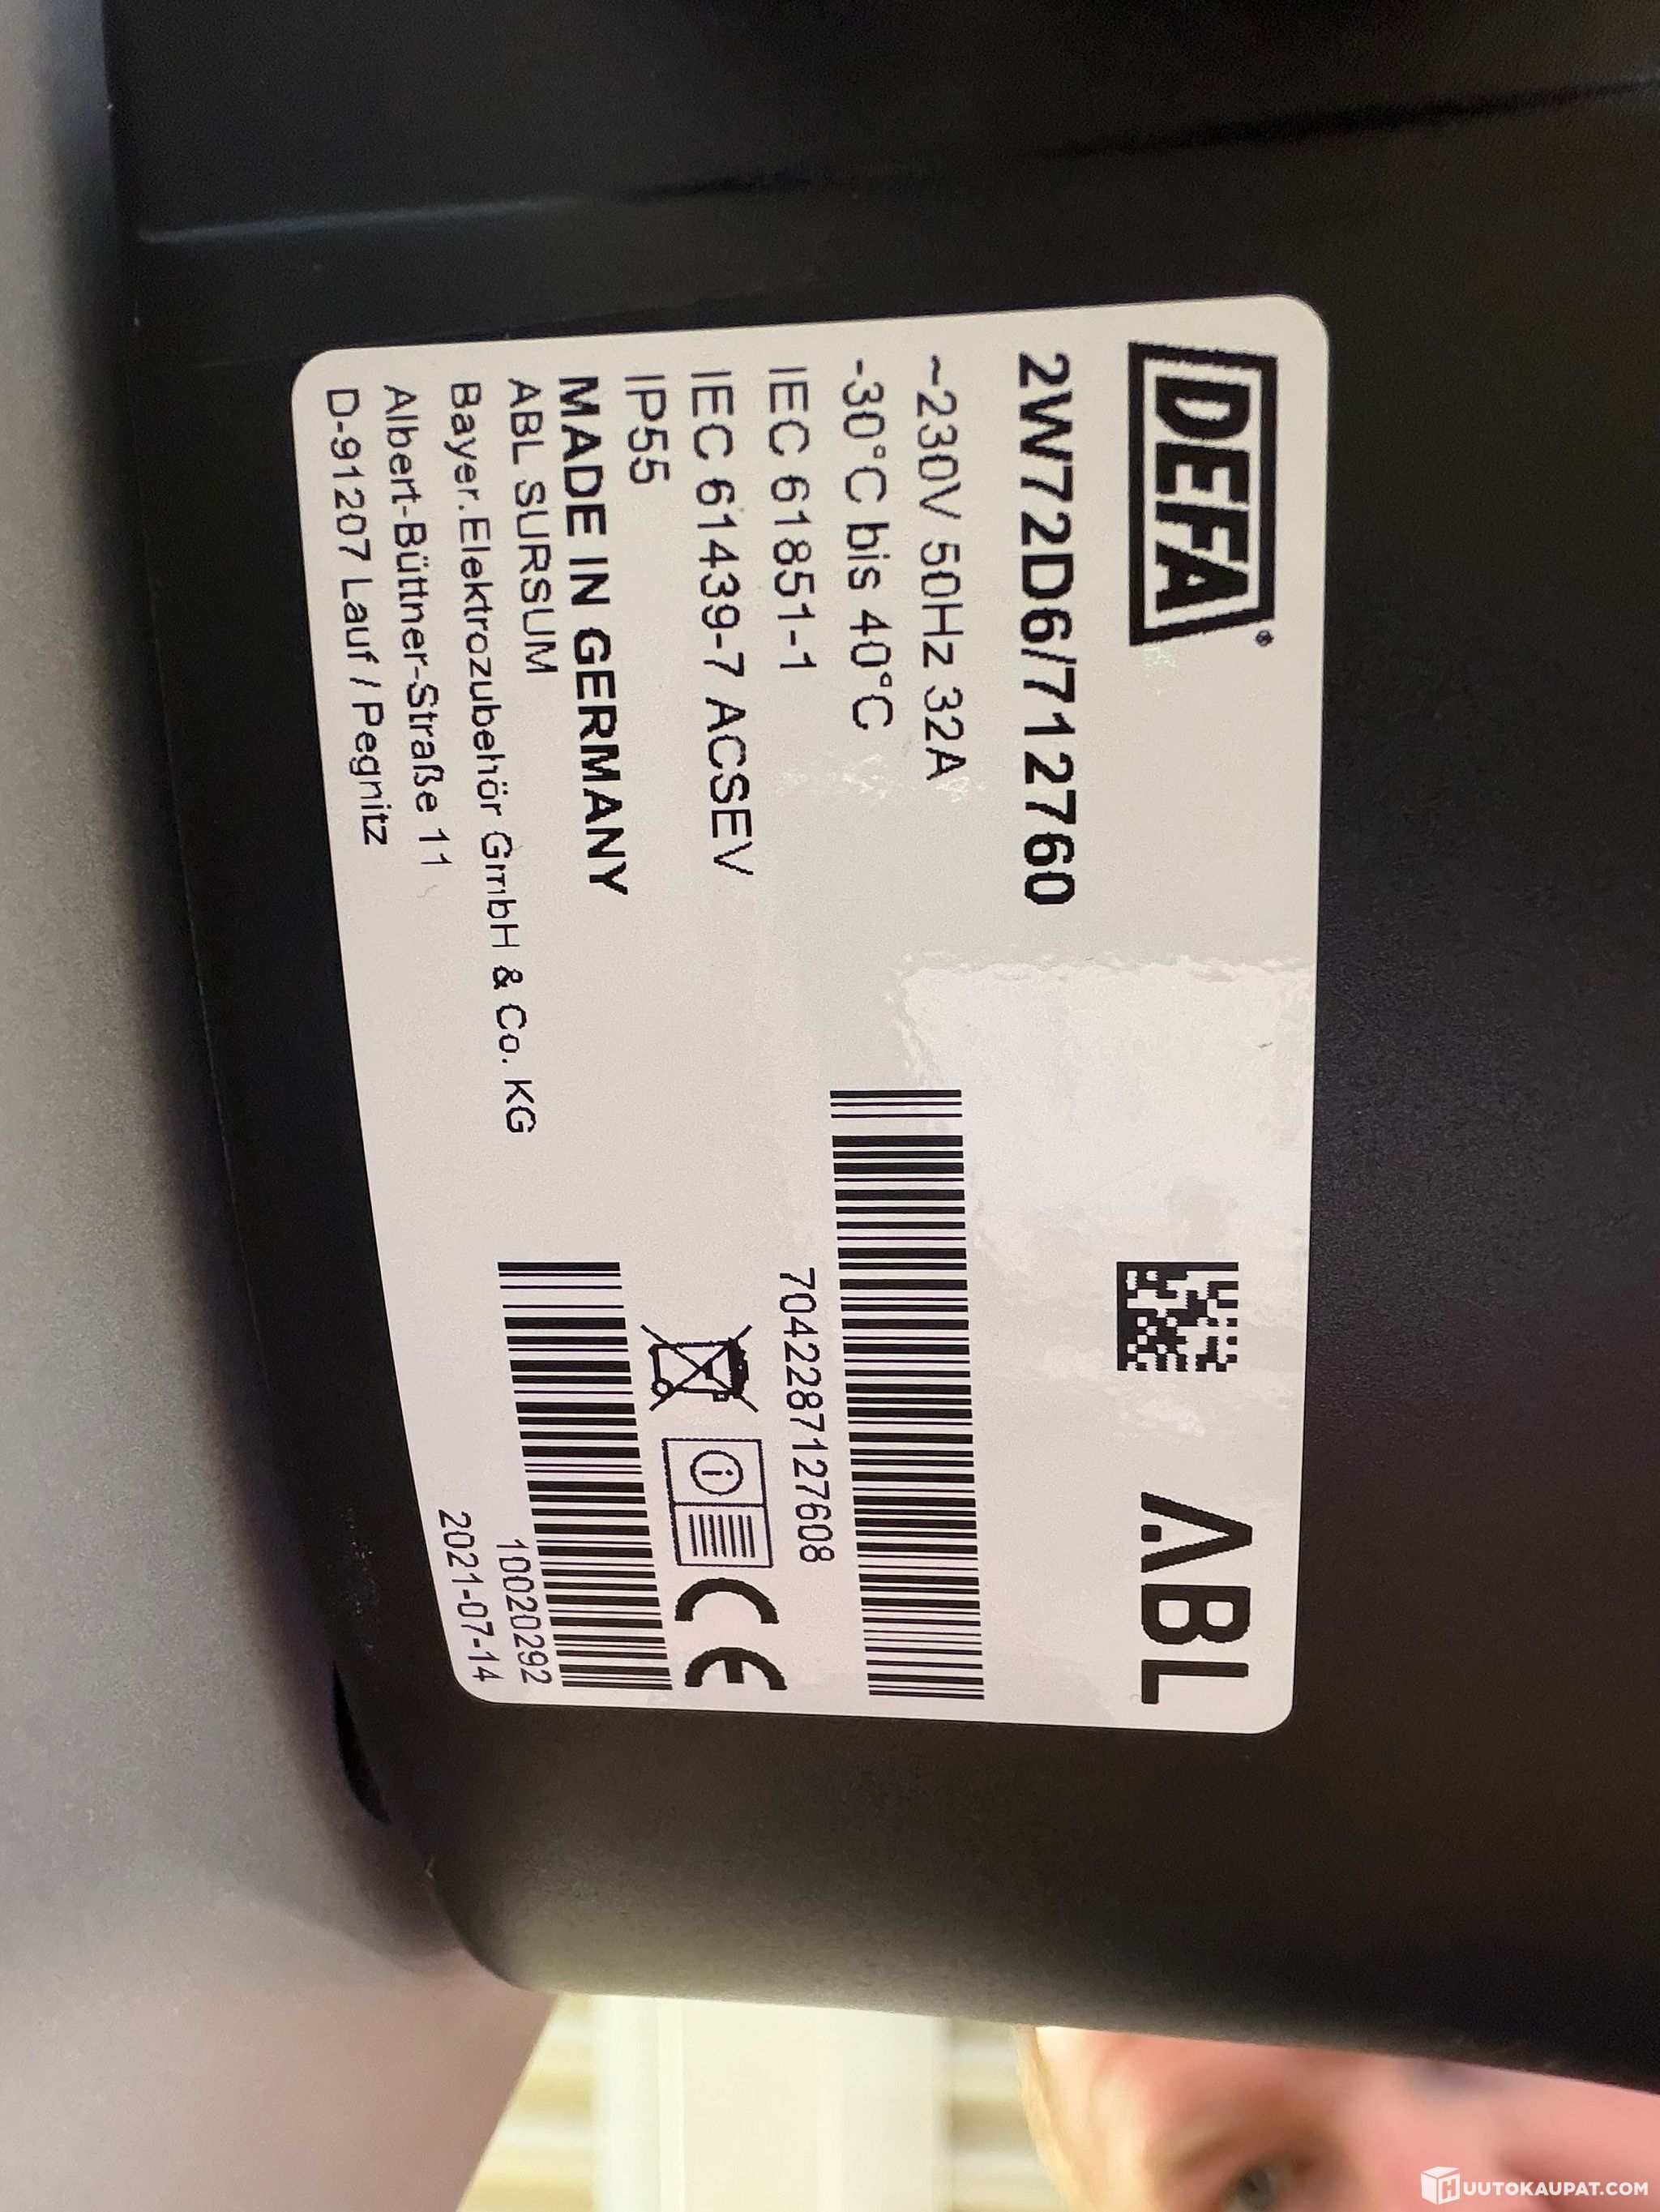 DEFA®
ABL
2W72D6/712760
~230V 50Hz 32A
-30°C bis 40°C
IEC 61851-1
7042287127608
IEC 61439-7 ACSEV
IP55
CE
MADE IN GERMANY
ABL SURSUM
Bayer.Elektrozubehör GmbH & Co. KG
10020292
Albert-Büttner-Straße 11
2021-07-14
D-91207 Lauf / Pegnitz
HUUTOKAUPAT.COM